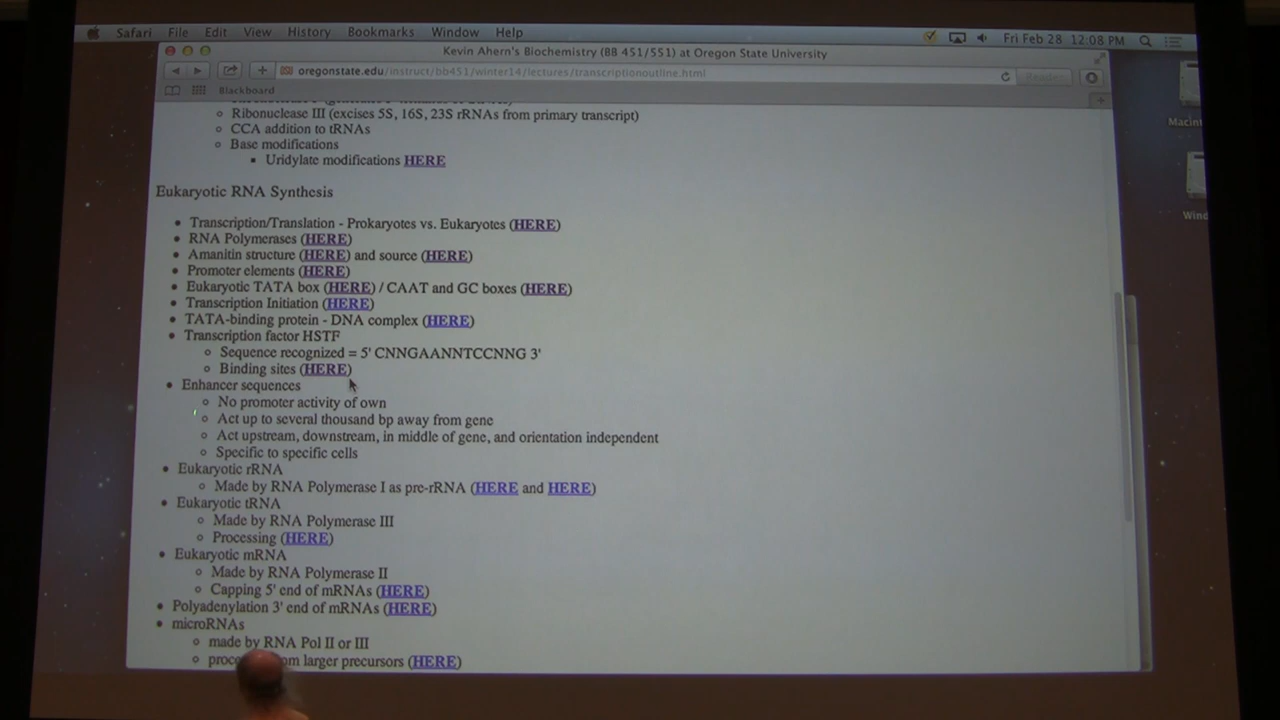 Safari File Edit View History Bookmarks Window Help Fri Feb 28 12:08 PM
Kevin Ahern's Biochemistry (BB 451/551) at Oregon State University
oregonstate.edu/instruct/bb451/winter14/lectures/transcriptionoutline.html Reader
Blackboard
Ribonuclease III (excises 5S, 16S, 23S rRNAs from primary transcript)
CCA addition to tRNAs
Base modifications
Uridylate modifications HERE
Eukaryotic RNA Synthesis
Transcription/Translation - Prokaryotes vs. Eukaryotes (HERE)
RNA Polymerases (HERE)
Amanitin structure (HERE) and source (HERE)
Promoter elements (HERE)
Eukaryotic TATA box (HERE) / CAAT and GC boxes (HERE)
Transcription Initiation (HERE)
TATA-binding protein - DNA complex (HERE)
Transcription factor HSTF
Sequence recognized = 5' CNNGAANNTCCNNG 3'
Binding sites (HERE)
Enhancer sequences
No promoter activity of own
Act up to several thousand bp away from gene
Act upstream, downstream, in middle of gene, and orientation independent
Specific to specific cells
Eukaryotic rRNA
Made by RNA Polymerase I as pre-rRNA (HERE and HERE)
Eukaryotic tRNA
Made by RNA Polymerase III
Processing (HERE)
Eukaryotic mRNA
Made by RNA Polymerase II
Capping 5' end of mRNAs (HERE)
Polyadenylation 3' end of mRNAs (HERE)
microRNAs
made by RNA Pol II or III
larger precursors (HERE)
Macint
Wind